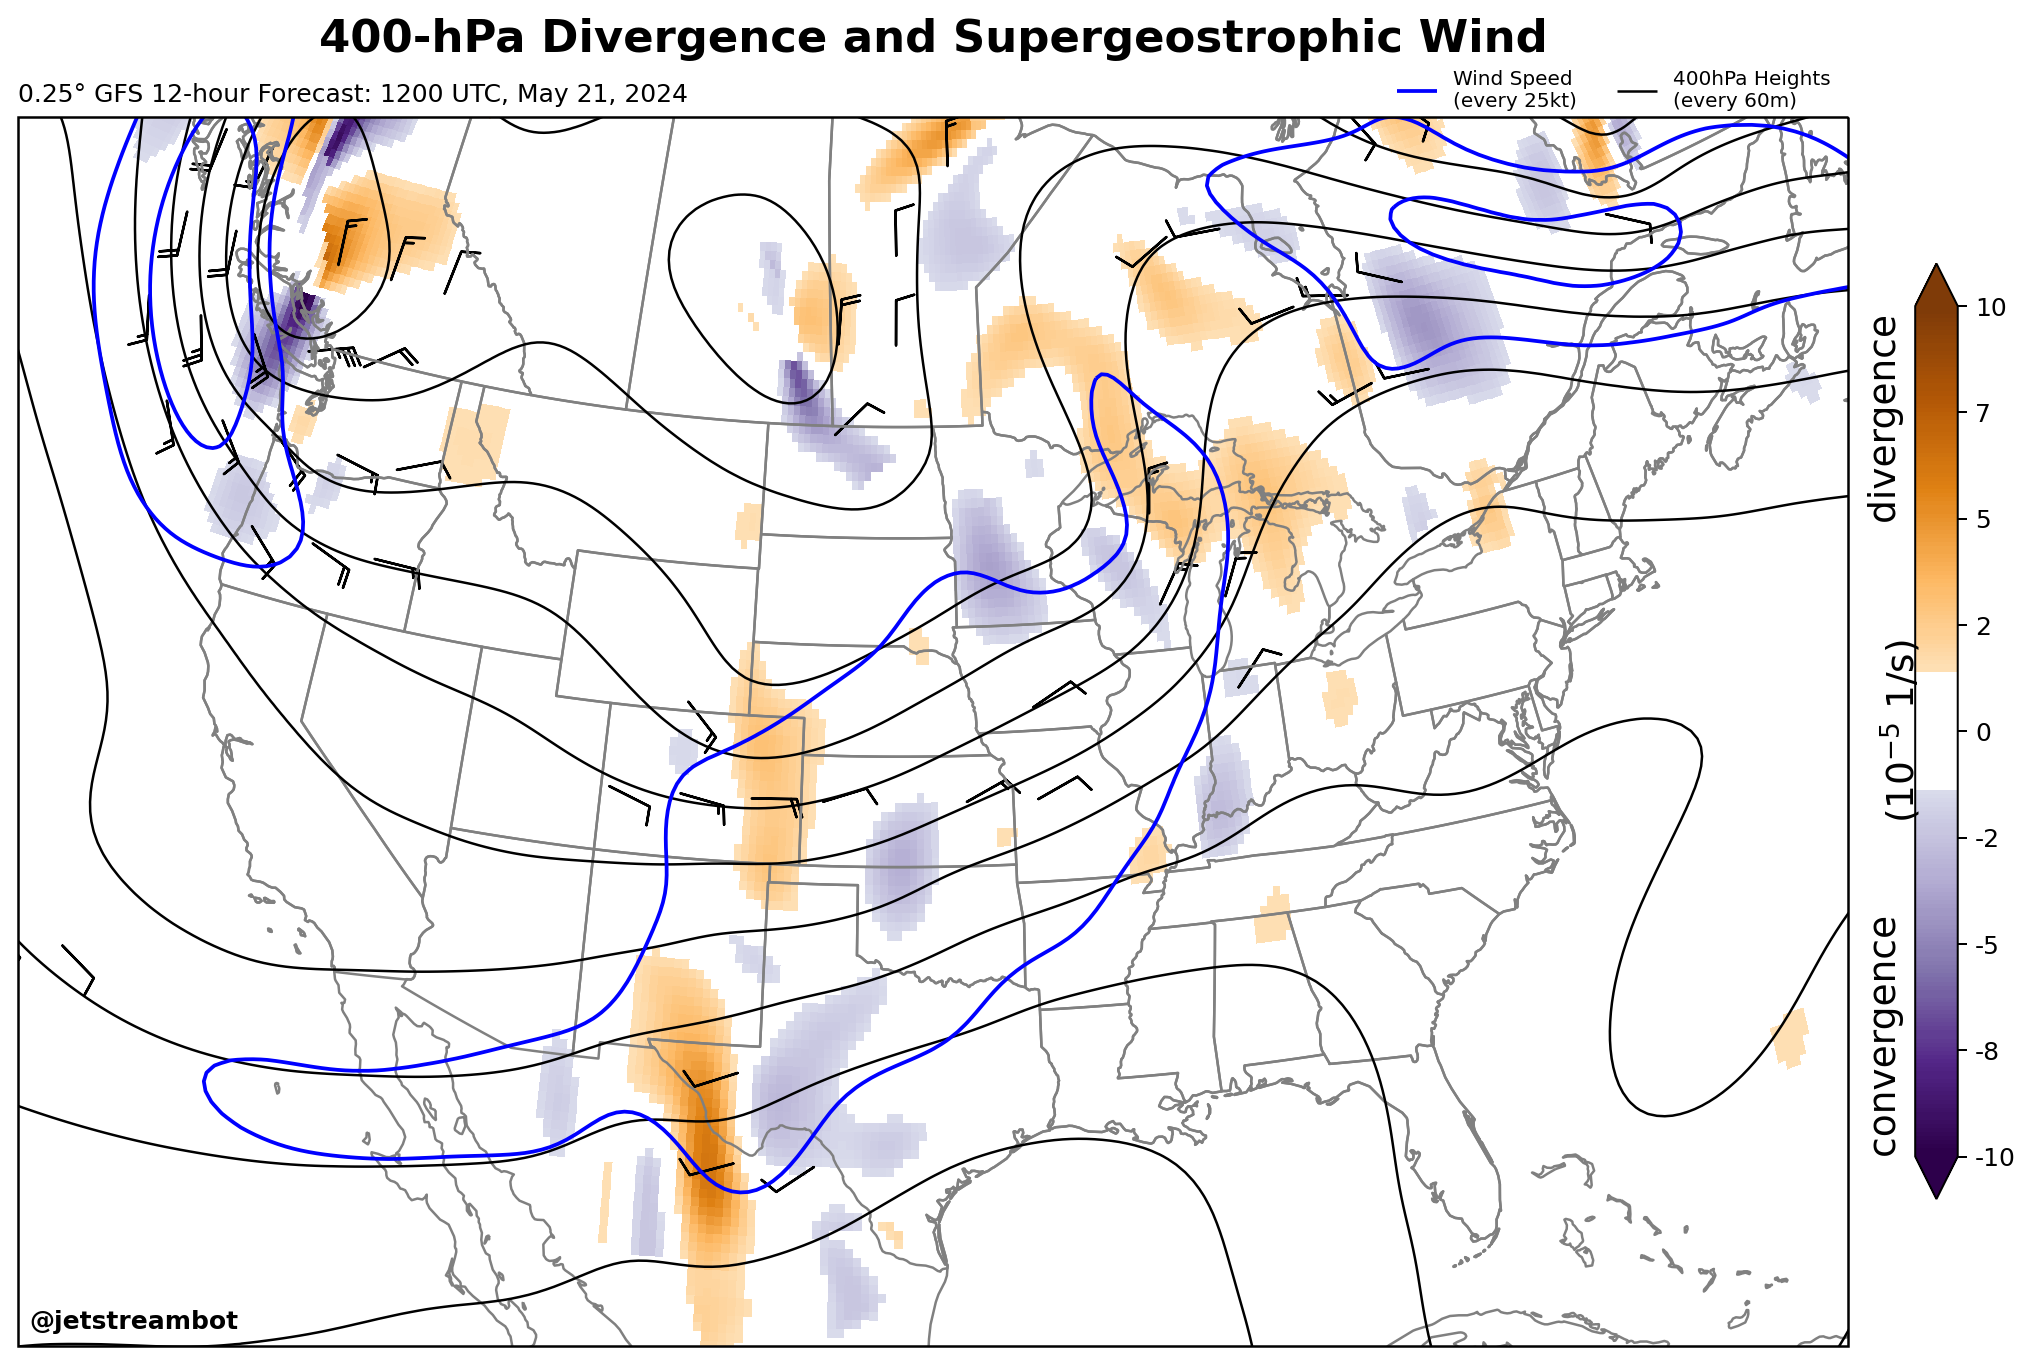 400-hPa Divergence and Supergeostrophic Wind
0.25° GFS 12-hour Forecast: 1200 UTC, May 21, 2024
Wind Speed
(every 25kt)
400hPa Heights
(every 60m)
10
7
5
2
0
-2
-5
-8
-10
convergence (10⁻⁵ 1/s) divergence
@jetstreambot